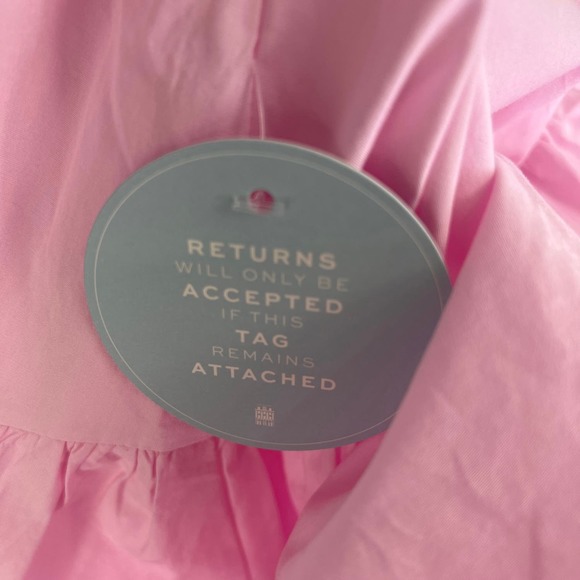 RETURNS
WILL ONLY BE
ACCEPTED
IF THIS
TAG
REMAINS
ATTACHED